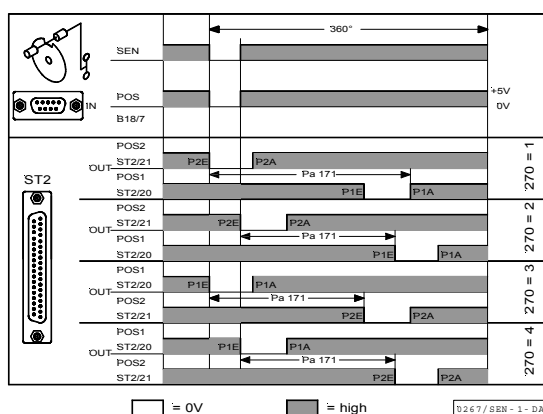 360°
SEN
+5V
POS
IN
0V
B18/7
POS2
ST2/21 P2E P2A
OUT Pa 171
ST2 POS1
ST2/20 P1E P1A
270 = 1
POS2
ST2/21 P2E P2A
OUT Pa 171
POS1
ST2/20 P1E P1A
270 = 2
POS1
ST2/20 P1E P1A
OUT Pa 171
POS2
ST2/21 P2E P2A
270 = 3
POS1
ST2/20 P1E P1A
OUT Pa 171
POS2
ST2/21 P2E P2A
270 = 4
= 0V = high
D267/SEN-1-DA